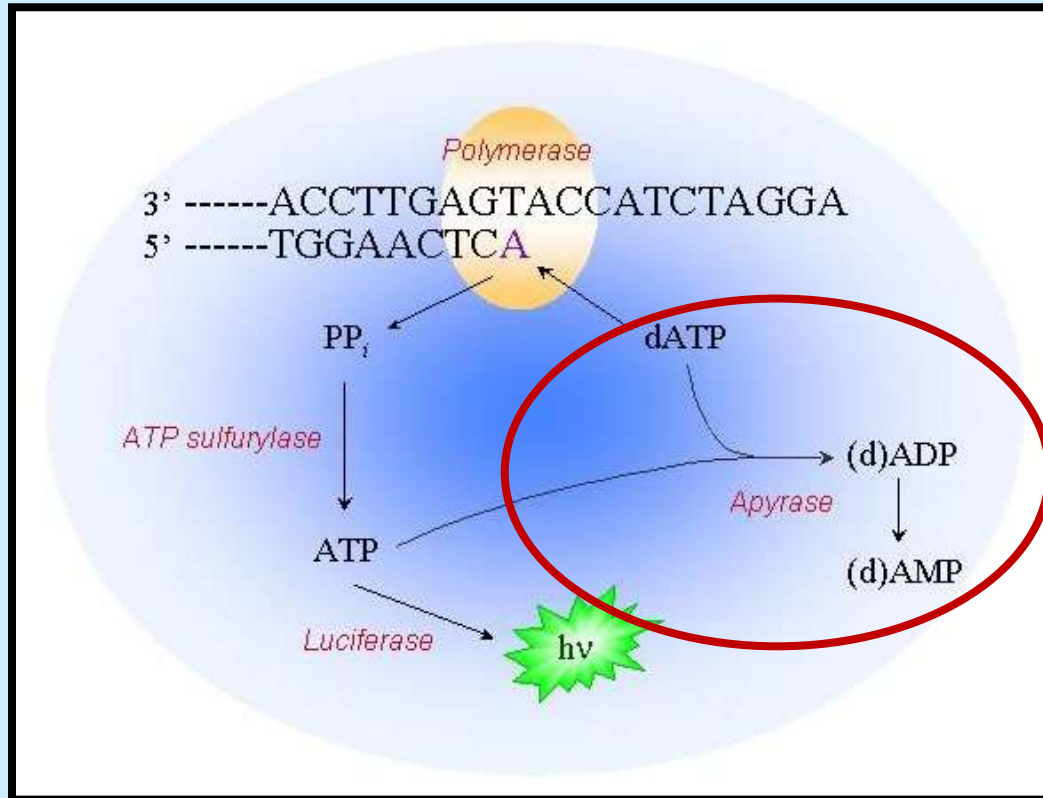 Polymerase
3' ------ACCTTGAGTACCATCTAGGA
5' ------TGGAACTCA
PPi
dATP
ATP sulfurylase
(d)ADP
Apyrase
ATP
(d)AMP
Luciferase
hν